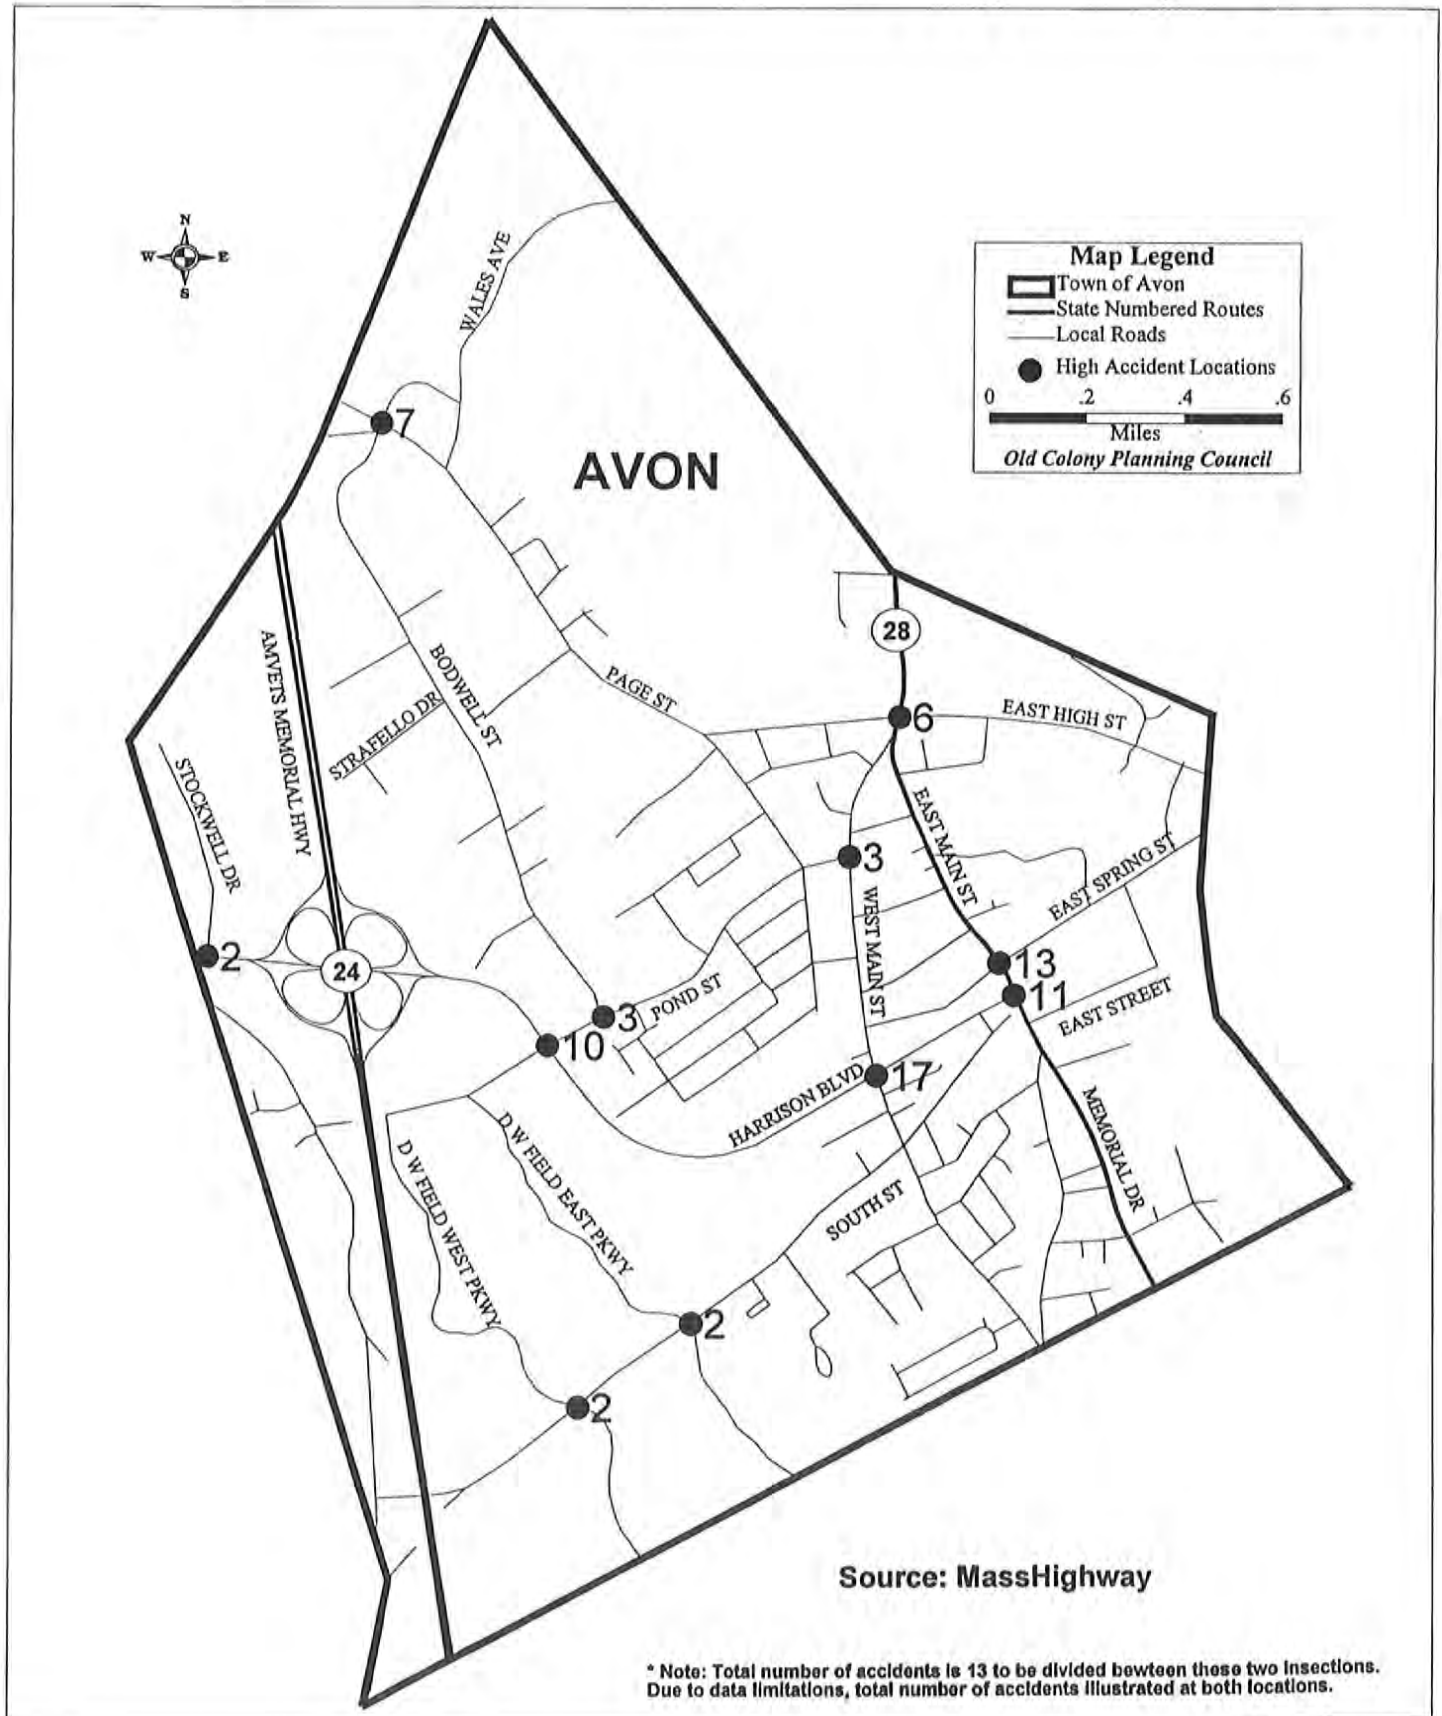 N
W E
S
WALES AVE
Map Legend
Town of Avon
State Numbered Routes
Local Roads
High Accident Locations
0 .2 .4 .6
Miles
Old Colony Planning Council
7
AVON
28
AMVETS MEMORIAL HWY
BODWELL ST
PAGE ST
STRAFELLO DR
6
EAST HIGH ST
STOCKWELL DR
EAST MAIN ST
3
EAST SPRING ST
WEST MAIN ST
2
24
13
11
POND ST
3
EAST STREET
10
17
HARRISON BLVD
MEMORIAL DR
D W FIELD EAST PKWY
D W FIELD WEST PKWY
SOUTH ST
2
2
Source: MassHighway
* Note: Total number of accidents is 13 to be divided bewteen these two insections.
Due to data limitations, total number of accidents illustrated at both locations.